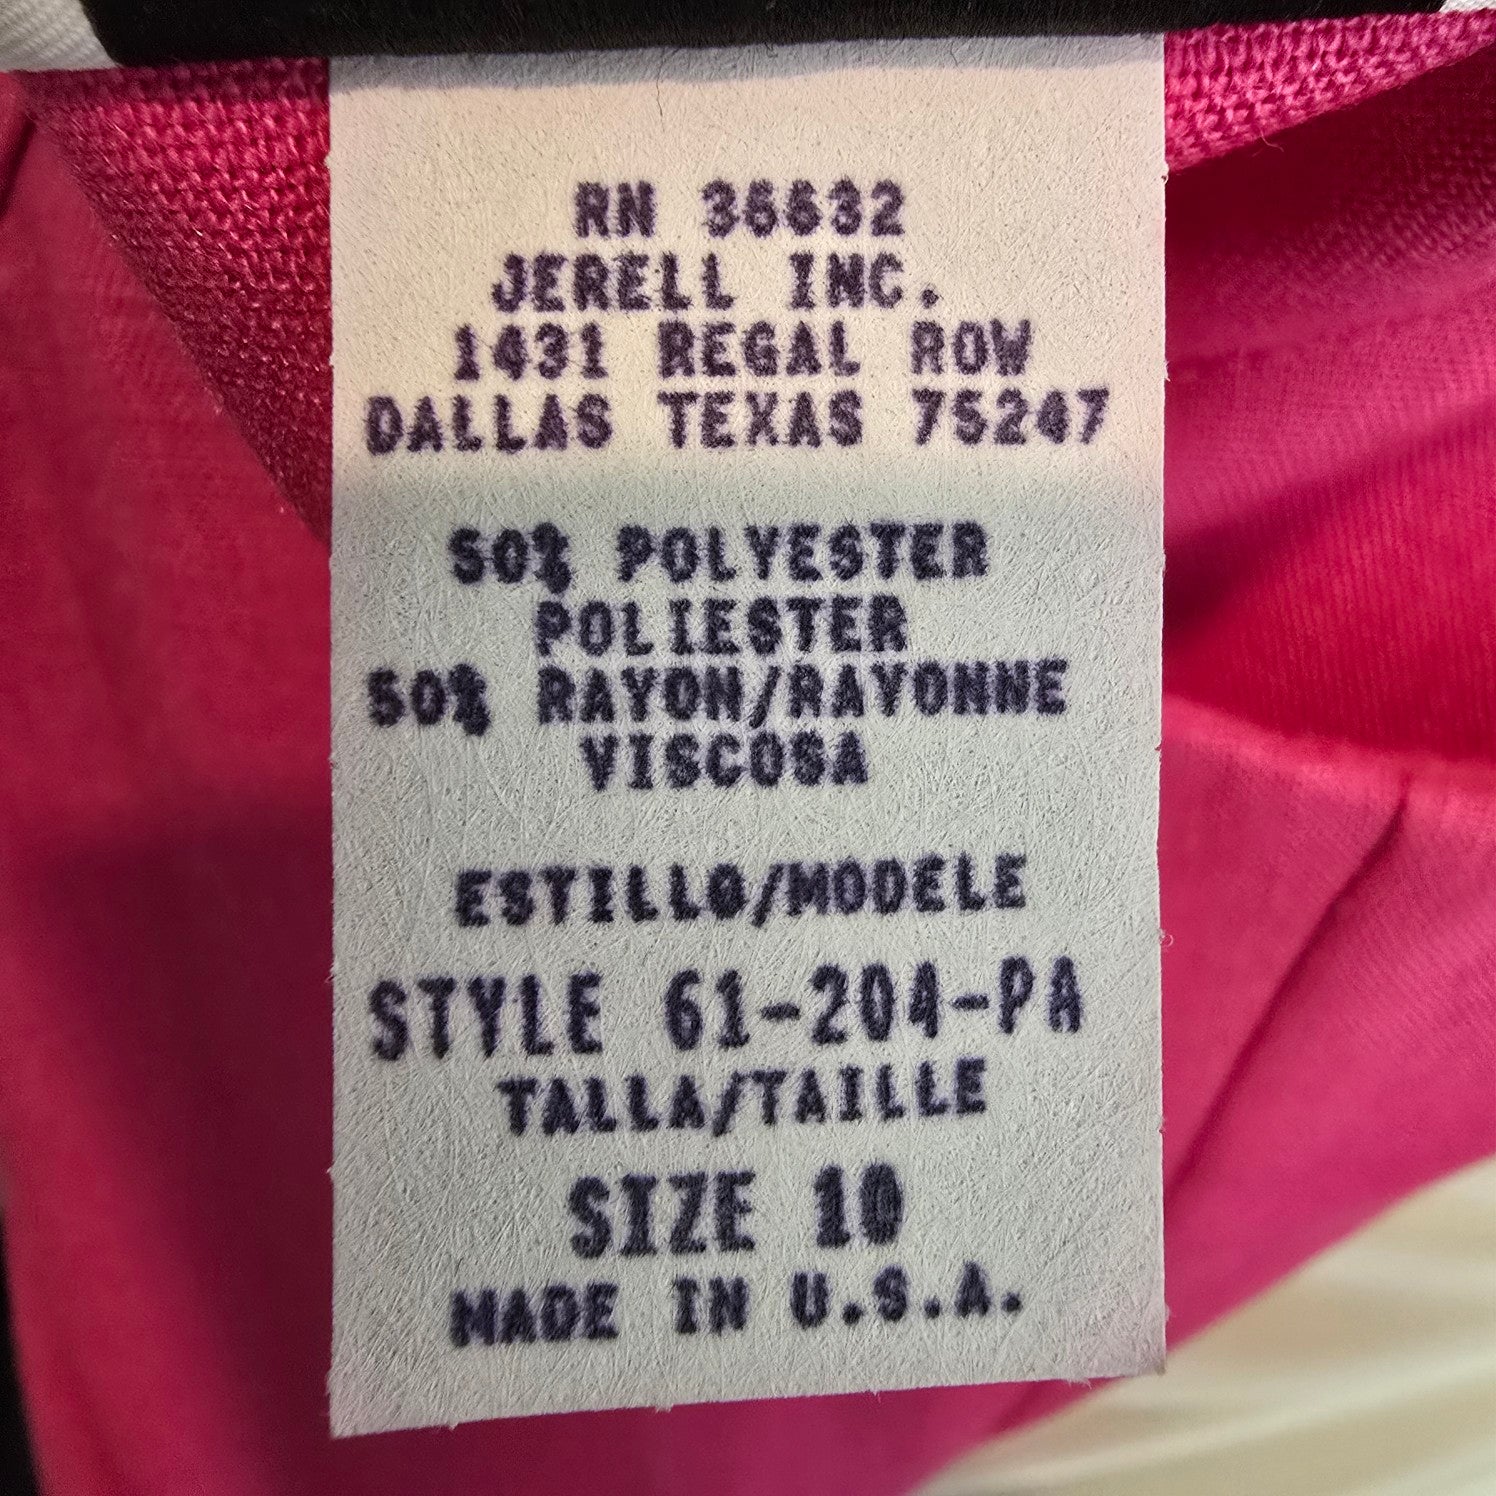 RN 36632
JERELL INC.
1431 REGAL ROW
DALLAS TEXAS 75247
50% POLYESTER
POLIESTER
50% RAYON/RAYONNE
VISCOSA
ESTILLO/MODELE
STYLE 61-204-PA
TALLA/TAILLE
SIZE 10
MADE IN U.S.A.